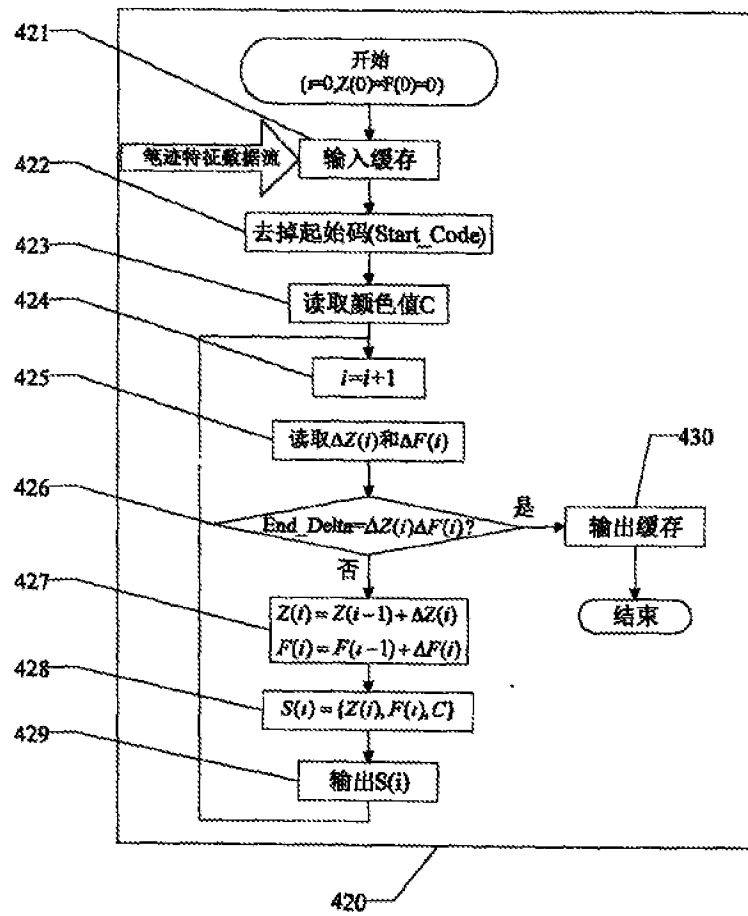 421
开始
(i=0,Z(0)=F(0)=0)
笔迹特征数据流
输入缓存
422
去掉起始码(Start_Code)
423
读取颜色值C
424
i=i+1
425
读取ΔZ(i)和ΔF(i)
430
426
End_Delta=ΔZ(i)ΔF(i)?
是
输出缓存
否
427
Z(i)=Z(i-1)+ΔZ(i)
F(i)=F(i-1)+ΔF(i)
结束
428
S(i)={Z(i),F(i),C}
429
输出S(i)
420